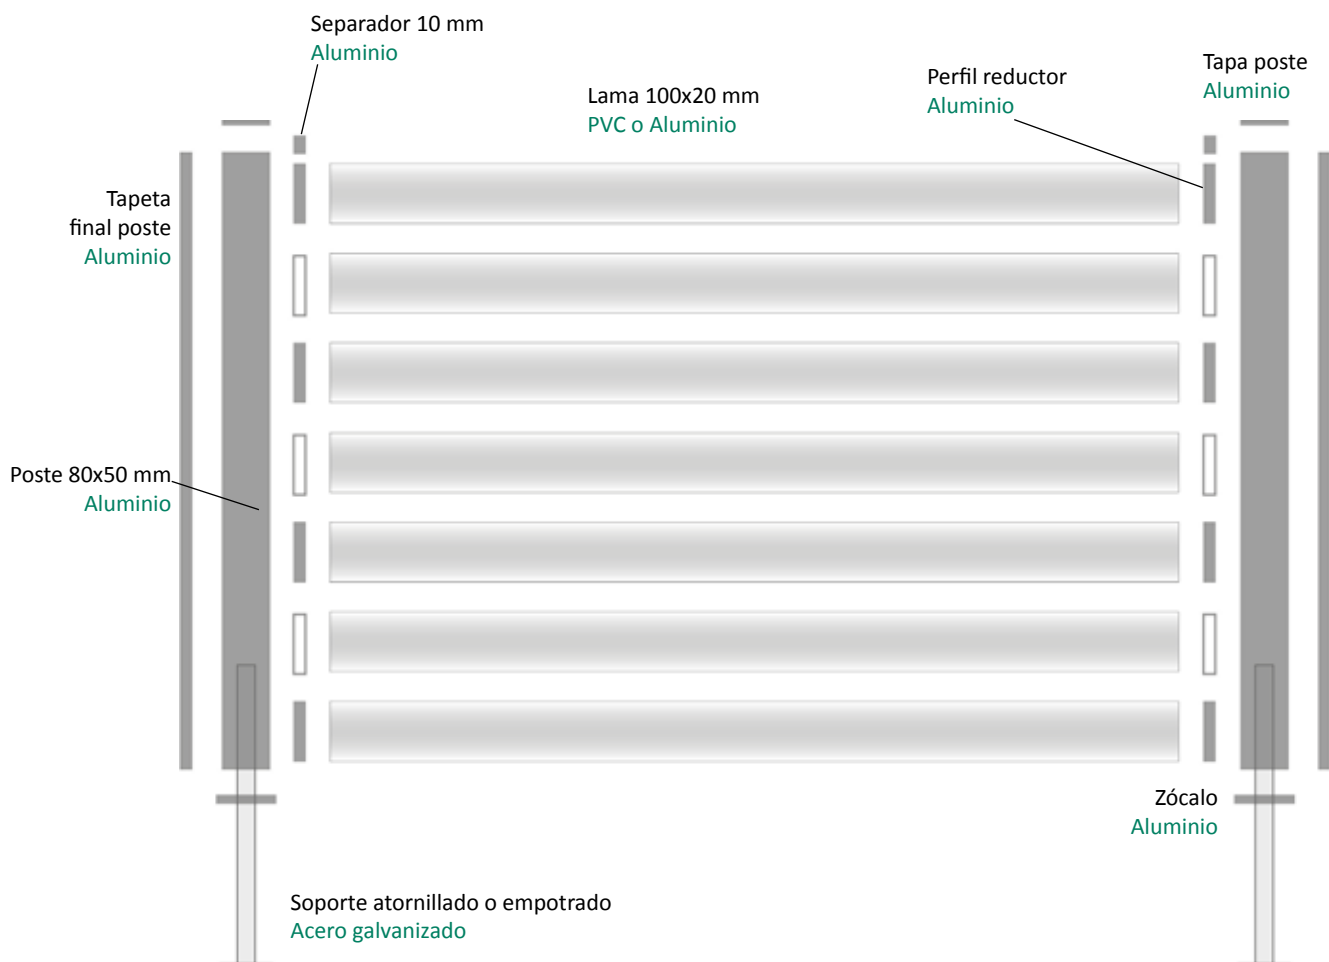 Separador 10 mm
Aluminio
Lama 100x20 mm
PVC o Aluminio
Perfil reductor
Aluminio
Tapa poste
Aluminio
Tapeta
final poste
Aluminio
Poste 80x50 mm
Aluminio
Zócalo
Aluminio
Soporte atornillado o empotrado
Acero galvanizado